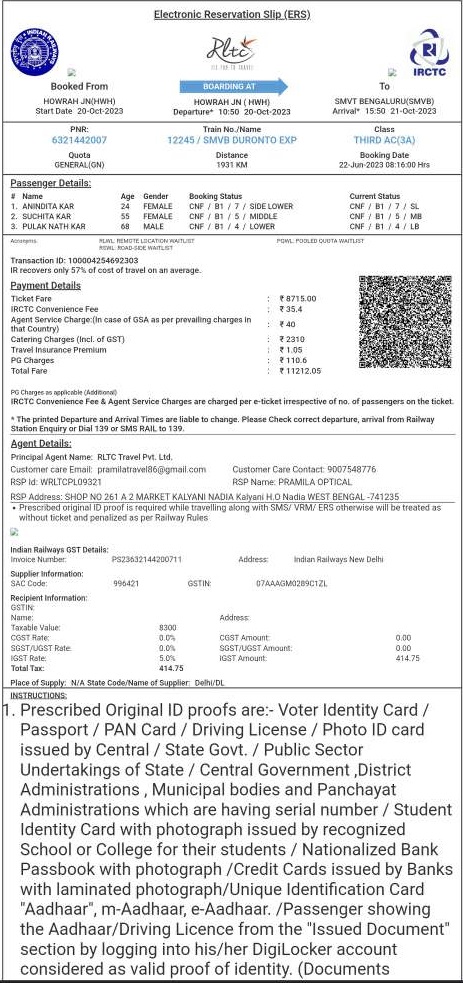 Electronic Reservation Slip (ERS)
INDIAN RAILWAYS
Rltc
IRCTC
Booked From
BOARDING AT
To
HOWRAH JN(HWH)
HOWRAH JN ( HWH)
SMVT BENGALURU(SMVB)
Start Date 20-Oct-2023
Departure* 10:50 20-Oct-2023
Arrival* 15:50 21-Oct-2023
PNR:
Train No./Name
Class
6321442007
12245 / SMVB DURONTO EXP
THIRD AC(3A)
Quota
Distance
Booking Date
GENERAL(GN)
1931 KM
22-Jun-2023 08:16:00 Hrs
Passenger Details:
# Name Age Gender Booking Status Current Status
1. ANINDITA KAR 24 FEMALE CNF / B1 / 7 / SIDE LOWER CNF / B1 / 7 / SL
2. SUCHITA KAR 55 FEMALE CNF / B1 / 5 / MIDDLE CNF / B1 / 5 / MB
3. PULAK NATH KAR 68 MALE CNF / B1 / 4 / LOWER CNF / B1 / 4 / LB
Acronyms: RLWL: REMOTE LOCATION WAITLIST PQWL: POOLED QUOTA WAITLIST
RSWL: ROAD-SIDE WAITLIST
Transaction ID: 100004254692303
IR recovers only 57% of cost of travel on an average.
Payment Details
Ticket Fare : ₹ 8715.00
IRCTC Convenience Fee : ₹ 35.4
Agent Service Charge:(In case of GSA as per prevailing charges in
that Country) : ₹ 40
Catering Charges (Incl. of GST) : ₹ 2310
Travel Insurance Premium : ₹ 1.05
PG Charges : ₹ 110.6
Total Fare : ₹ 11212.05
PG Charges as applicable (Additional)
IRCTC Convenience Fee & Agent Service Charges are charged per e-ticket irrespective of no. of passengers on the ticket.
* The printed Departure and Arrival Times are liable to change. Please Check correct departure, arrival from Railway
Station Enquiry or Dial 139 or SMS RAIL to 139.
Agent Details:
Principal Agent Name: RLTC Travel Pvt. Ltd.
Customer care Email: pramilatravel86@gmail.com Customer Care Contact: 9007548776
RSP Id: WRLTCPL09321 RSP Name: PRAMILA OPTICAL
RSP Address: SHOP NO 261 A 2 MARKET KALYANI NADIA Kalyani H.O Nadia WEST BENGAL -741235
• Prescribed original ID proof is required while travelling along with SMS/ VRM/ ERS otherwise will be treated as
without ticket and penalized as per Railway Rules
Indian Railways GST Details:
Invoice Number: PS23632144200711 Address: Indian Railways New Delhi
Supplier Information:
SAC Code: 996421 GSTIN: 07AAAGM0289C1ZL
Recipient Information:
GSTIN:
Name: Address:
Taxable Value: 8300
CGST Rate: 0.0% CGST Amount: 0.00
SGST/UGST Rate: 0.0% SGST/UGST Amount: 0.00
IGST Rate: 5.0% IGST Amount: 414.75
Total Tax: 414.75
Place of Supply: N/A State Code/Name of Supplier: Delhi/DL
INSTRUCTIONS:
1. Prescribed Original ID proofs are:- Voter Identity Card /
Passport / PAN Card / Driving License / Photo ID card
issued by Central / State Govt. / Public Sector
Undertakings of State / Central Government ,District
Administrations , Municipal bodies and Panchayat
Administrations which are having serial number / Student
Identity Card with photograph issued by recognized
School or College for their students / Nationalized Bank
Passbook with photograph /Credit Cards issued by Banks
with laminated photograph/Unique Identification Card
"Aadhaar", m-Aadhaar, e-Aadhaar. /Passenger showing
the Aadhaar/Driving Licence from the "Issued Document"
section by logging into his/her DigiLocker account
considered as valid proof of identity. (Documents